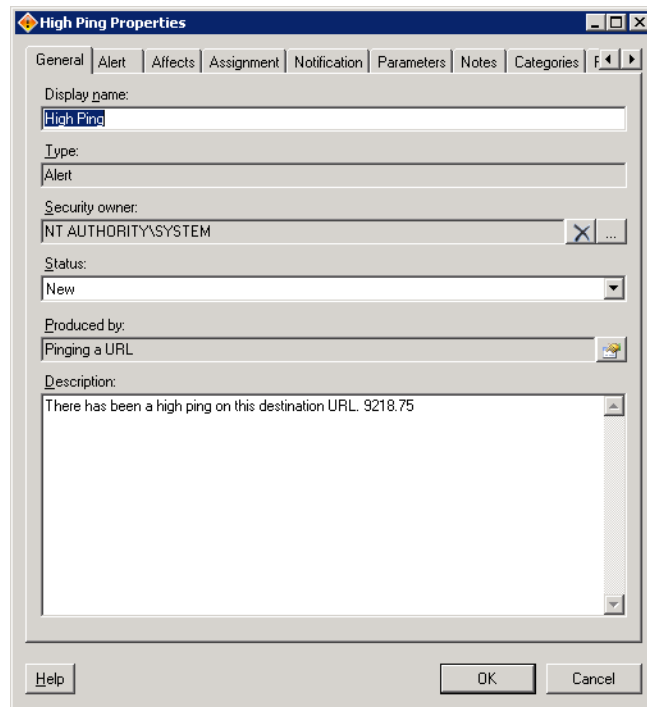 High Ping Properties
General Alert Affects Assignment Notification Parameters Notes Categories
Display name:
High Ping
Type:
Alert
Security owner:
NT AUTHORITY\SYSTEM
...
Status:
New
Produced by:
Pinging a URL
Description:
There has been a high ping on this destination URL. 9218.75
Help OK Cancel